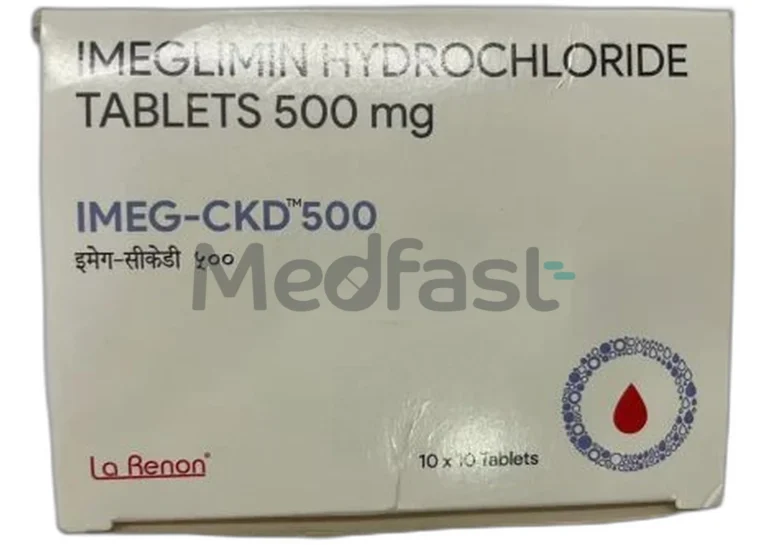 IMEGLIMIN HYDROCHLORIDE
TABLETS 500 mg
IMEG-CKD™500
इमेग-सीकेडी ५००
Medfast
La Renon®
10 x 10 Tablets